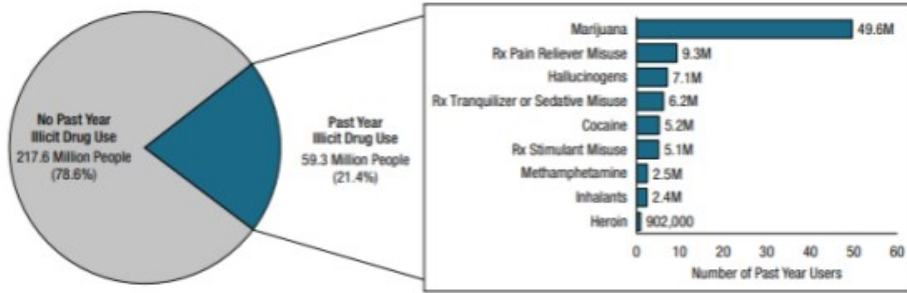 No Past Year
Illicit Drug Use
217.6 Million People
(78.6%)
Past Year
Illicit Drug Use
59.3 Million People
(21.4%)
Marijuana 49.6M
Rx Pain Reliever Misuse 9.3M
Hallucinogens 7.1M
Rx Tranquilizer or Sedative Misuse 6.2M
Cocaine 5.2M
Rx Stimulant Misuse 5.1M
Methamphetamine 2.5M
Inhalants 2.4M
Heroin 902,000
0 10 20 30 40 50 60
Number of Past Year Users